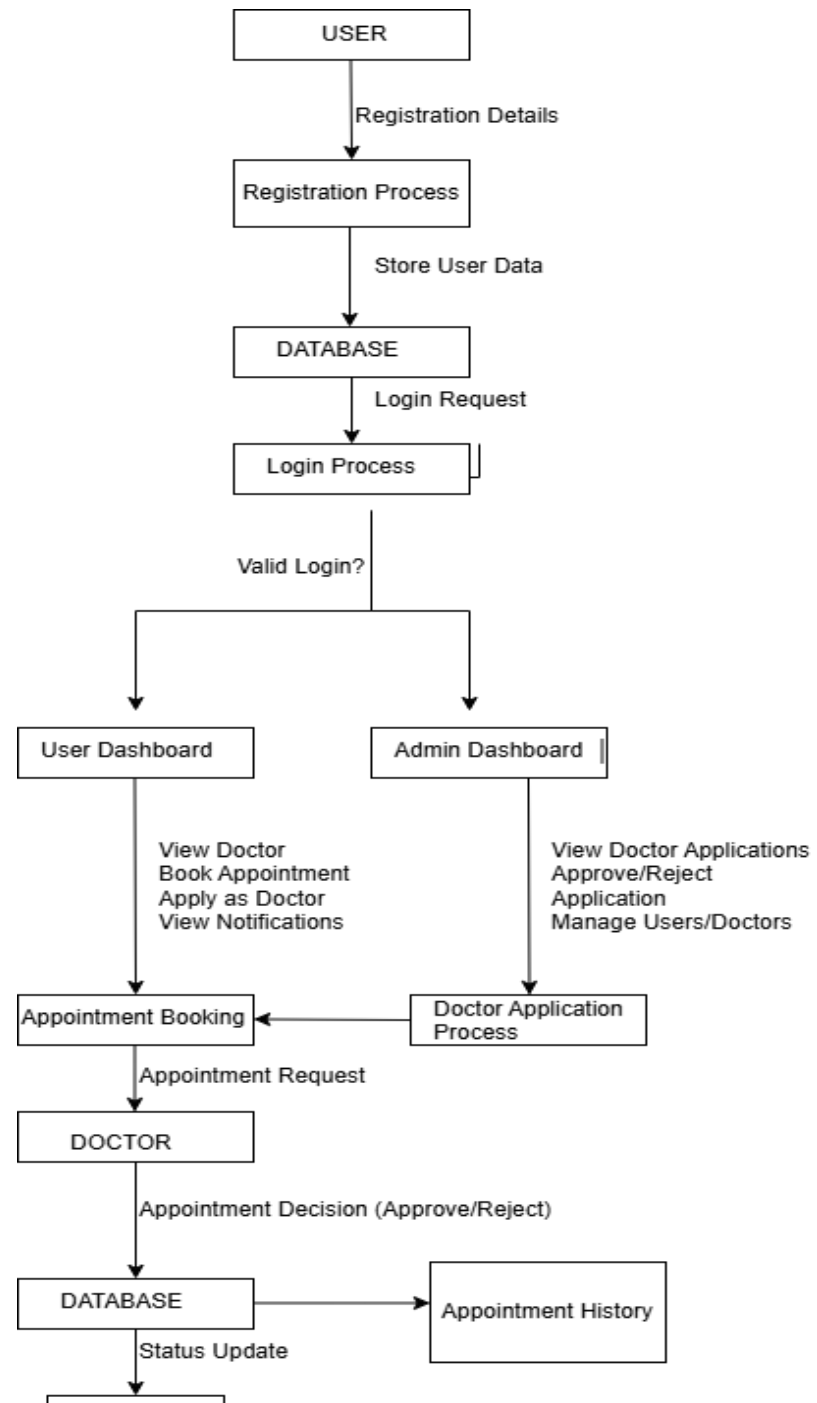 USER
Registration Details
Registration Process
Store User Data
DATABASE
Login Request
Login Process
Valid Login?
User Dashboard
Admin Dashboard
View Doctor
Book Appointment
Apply as Doctor
View Notifications
View Doctor Applications
Approve/Reject
Application
Manage Users/Doctors
Appointment Booking
Doctor Application
Process
Appointment Request
DOCTOR
Appointment Decision (Approve/Reject)
DATABASE
Appointment History
Status Update